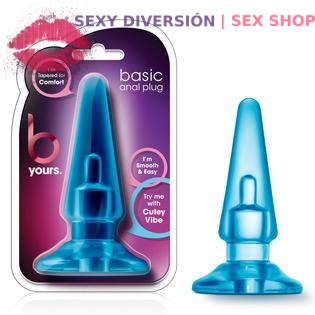 SEXY DIVERSIÓN | SEX SHOP
I'm
Tapered for
Comfort
basic
anal plug
b
yours.
I'm
Smooth
& Easy
Try me
with
Cutey
Vibe